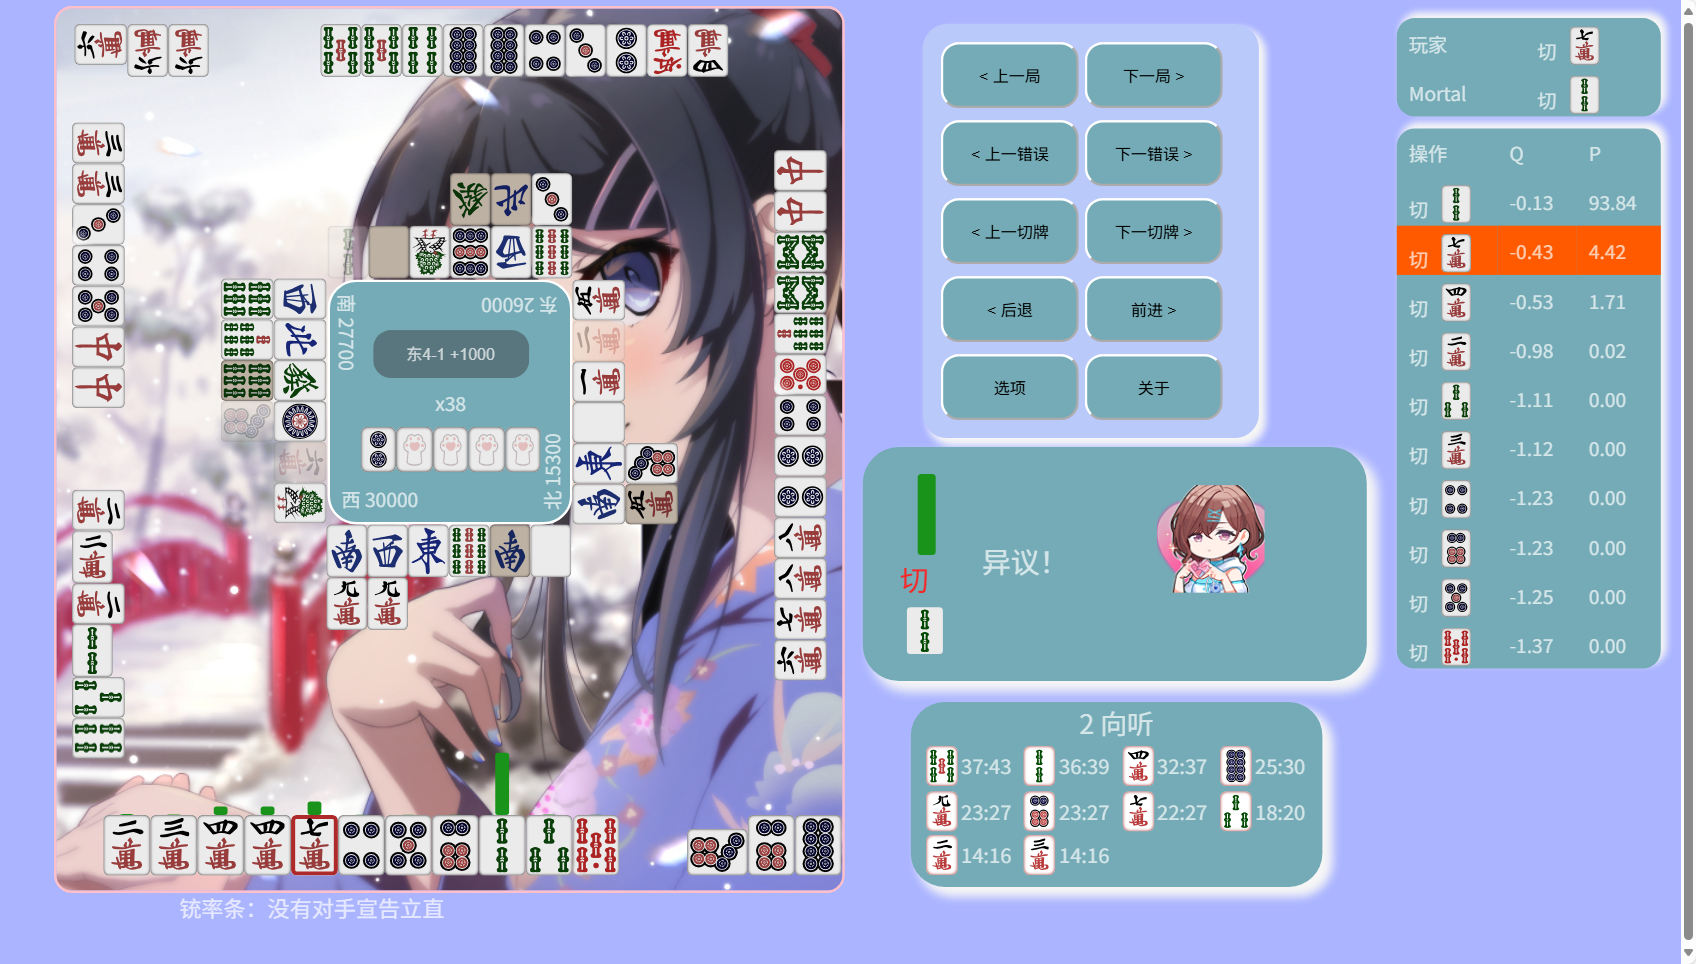 东 26000
南 27700
东4-1 +1000
x38
西 30000
北 15300
铳率条：没有对手宣告立直
< 上一局
下一局 >
< 上一错误
下一错误 >
< 上一切牌
下一切牌 >
< 后退
前进 >
选项
关于
切
异议！
2 向听
37:43
36:39
32:37
25:30
23:27
23:27
22:27
18:20
14:16
14:16
玩家 切
Mortal 切
操作 Q P
切 -0.13 93.84
切 -0.43 4.42
切 -0.53 1.71
切 -0.98 0.02
切 -1.11 0.00
切 -1.12 0.00
切 -1.23 0.00
切 -1.23 0.00
切 -1.25 0.00
切 -1.37 0.00